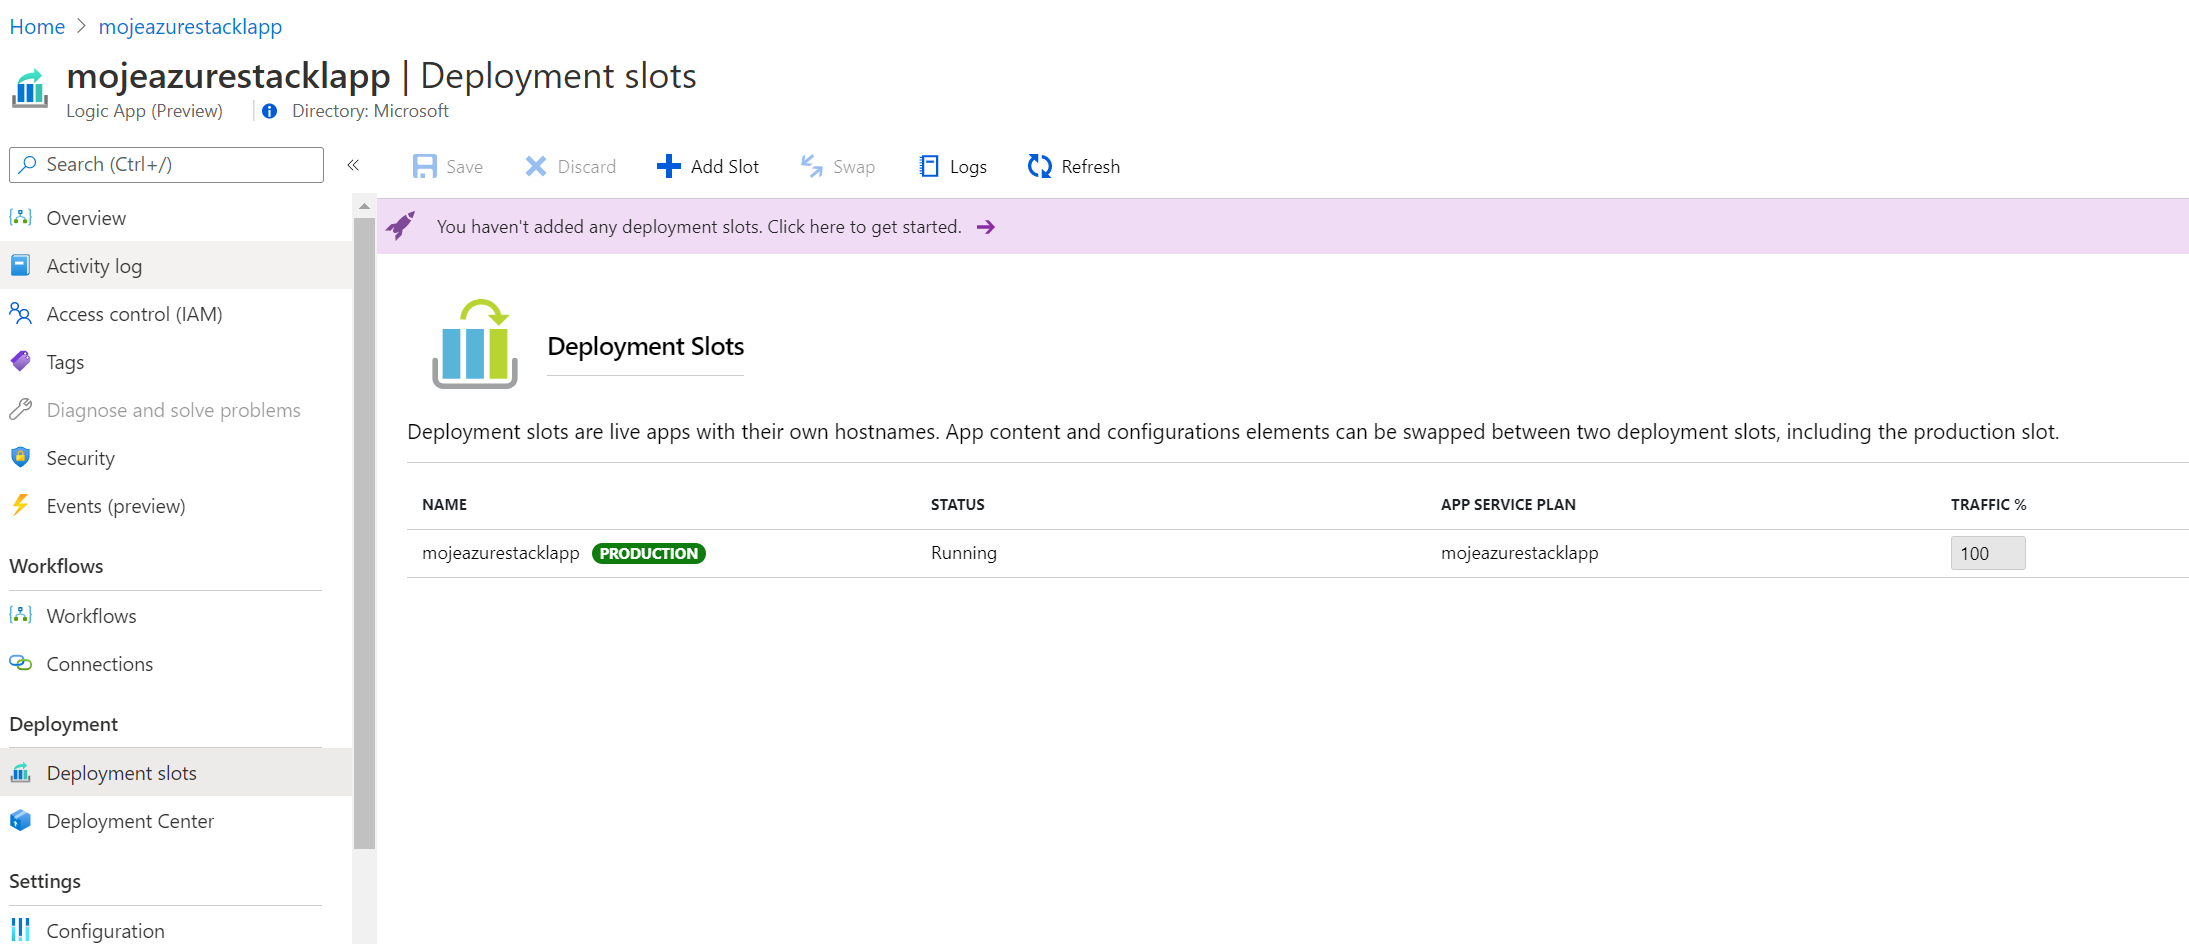 Home > mojeazurestacklapp
mojeazurestacklapp | Deployment slots
Logic App (Preview) Directory: Microsoft
Search (Ctrl+/) «
Save Discard Add Slot Swap Logs Refresh
Overview
Activity log
Access control (IAM)
Tags
Diagnose and solve problems
Security
Events (preview)
Workflows
Workflows
Connections
Deployment
Deployment slots
Deployment Center
Settings
Configuration
You haven't added any deployment slots. Click here to get started. →
Deployment Slots
Deployment slots are live apps with their own hostnames. App content and configurations elements can be swapped between two deployment slots, including the production slot.
NAME STATUS APP SERVICE PLAN TRAFFIC %
mojeazurestacklapp PRODUCTION Running mojeazurestacklapp 100